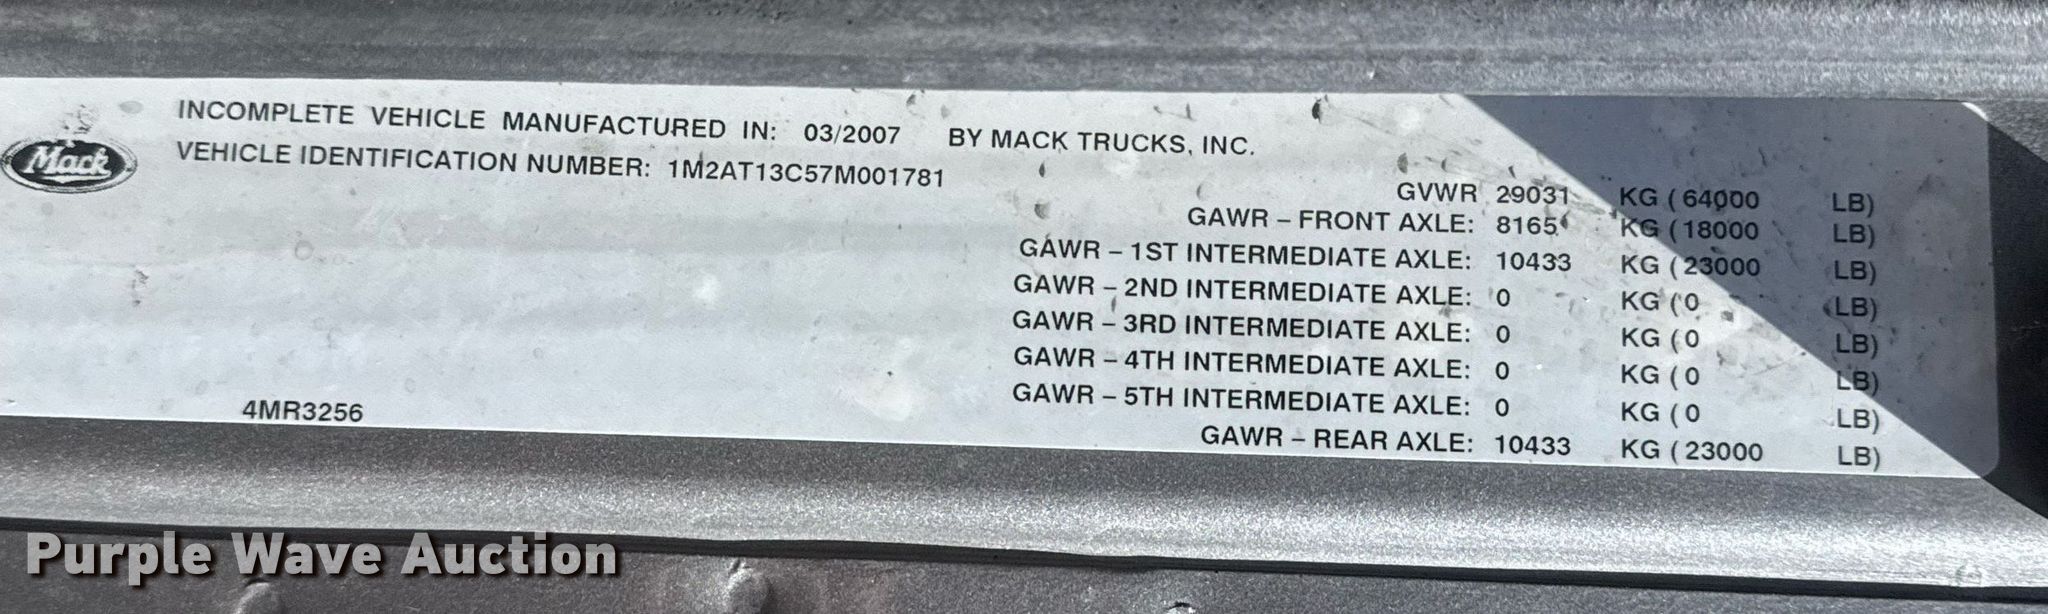 Mack
INCOMPLETE VEHICLE MANUFACTURED IN: 03/2007 BY MACK TRUCKS, INC.
VEHICLE IDENTIFICATION NUMBER: 1M2AT13C57M001781
GVWR 29031 KG ( 64000 LB)
GAWR – FRONT AXLE: 8165 KG ( 18000 LB)
GAWR – 1ST INTERMEDIATE AXLE: 10433 KG ( 23000 LB)
GAWR – 2ND INTERMEDIATE AXLE: 0 KG ( 0 LB)
GAWR – 3RD INTERMEDIATE AXLE: 0 KG ( 0 LB)
GAWR – 4TH INTERMEDIATE AXLE: 0 KG ( 0 LB)
GAWR – 5TH INTERMEDIATE AXLE: 0 KG ( 0 LB)
GAWR – REAR AXLE: 10433 KG ( 23000 LB)
4MR3256
Purple Wave Auction